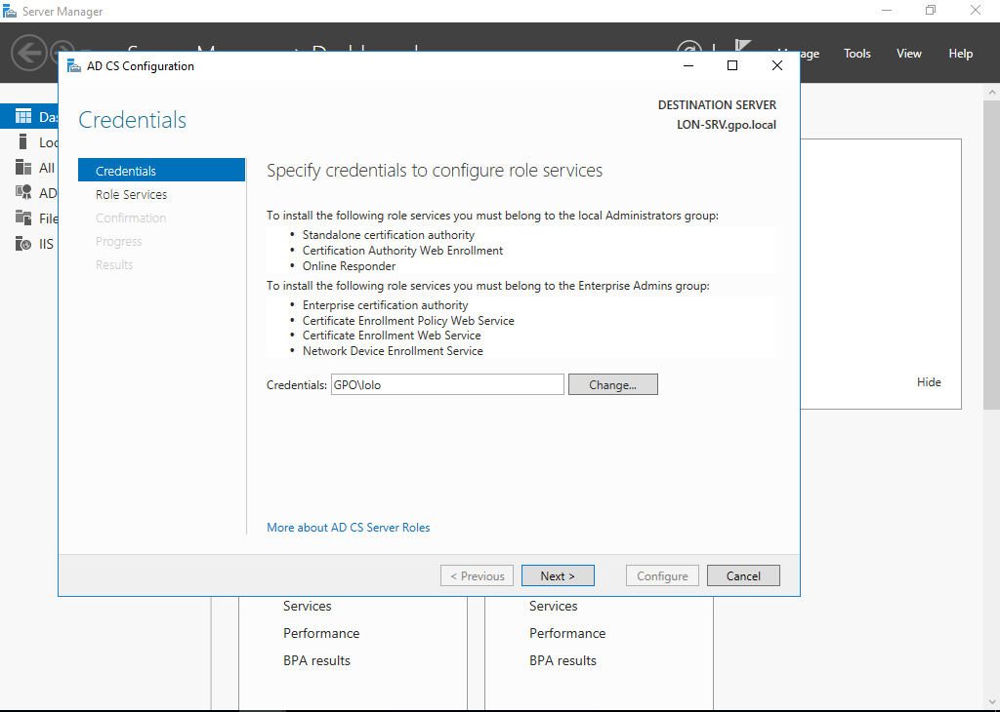 Server Manager
Manage Tools View Help
AD CS Configuration
Credentials
DESTINATION SERVER
LON-SRV.gpo.local
Credentials
Role Services
Confirmation
Progress
Results
Specify credentials to configure role services
To install the following role services you must belong to the local Administrators group:
• Standalone certification authority
• Certification Authority Web Enrollment
• Online Responder
To install the following role services you must belong to the Enterprise Admins group:
• Enterprise certification authority
• Certificate Enrollment Policy Web Service
• Certificate Enrollment Web Service
• Network Device Enrollment Service
Credentials: GPO\lolo Change...
More about AD CS Server Roles
< Previous Next > Configure Cancel
Das
Loc
All
AD
File
IIS
Hide
Services Services
Performance Performance
BPA results BPA results